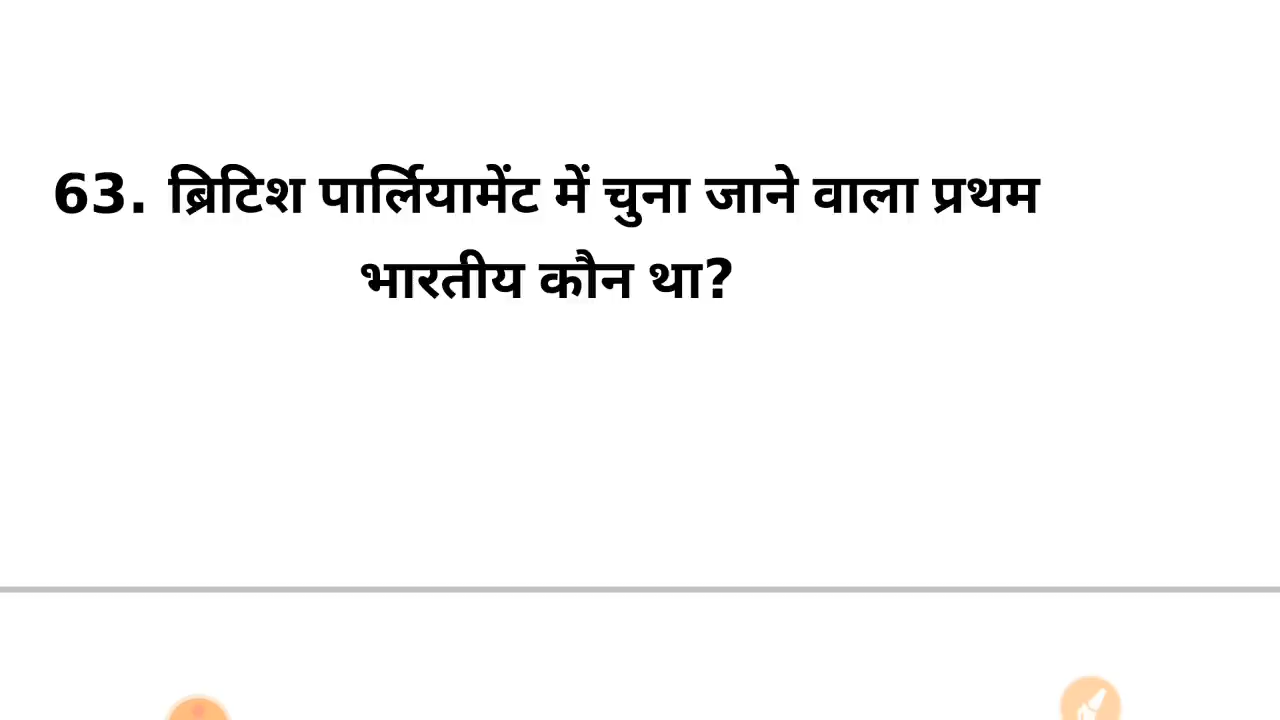 63. ब्रिटिश पार्लियामेंट में चुना जाने वाला प्रथम
भारतीय कौन था?